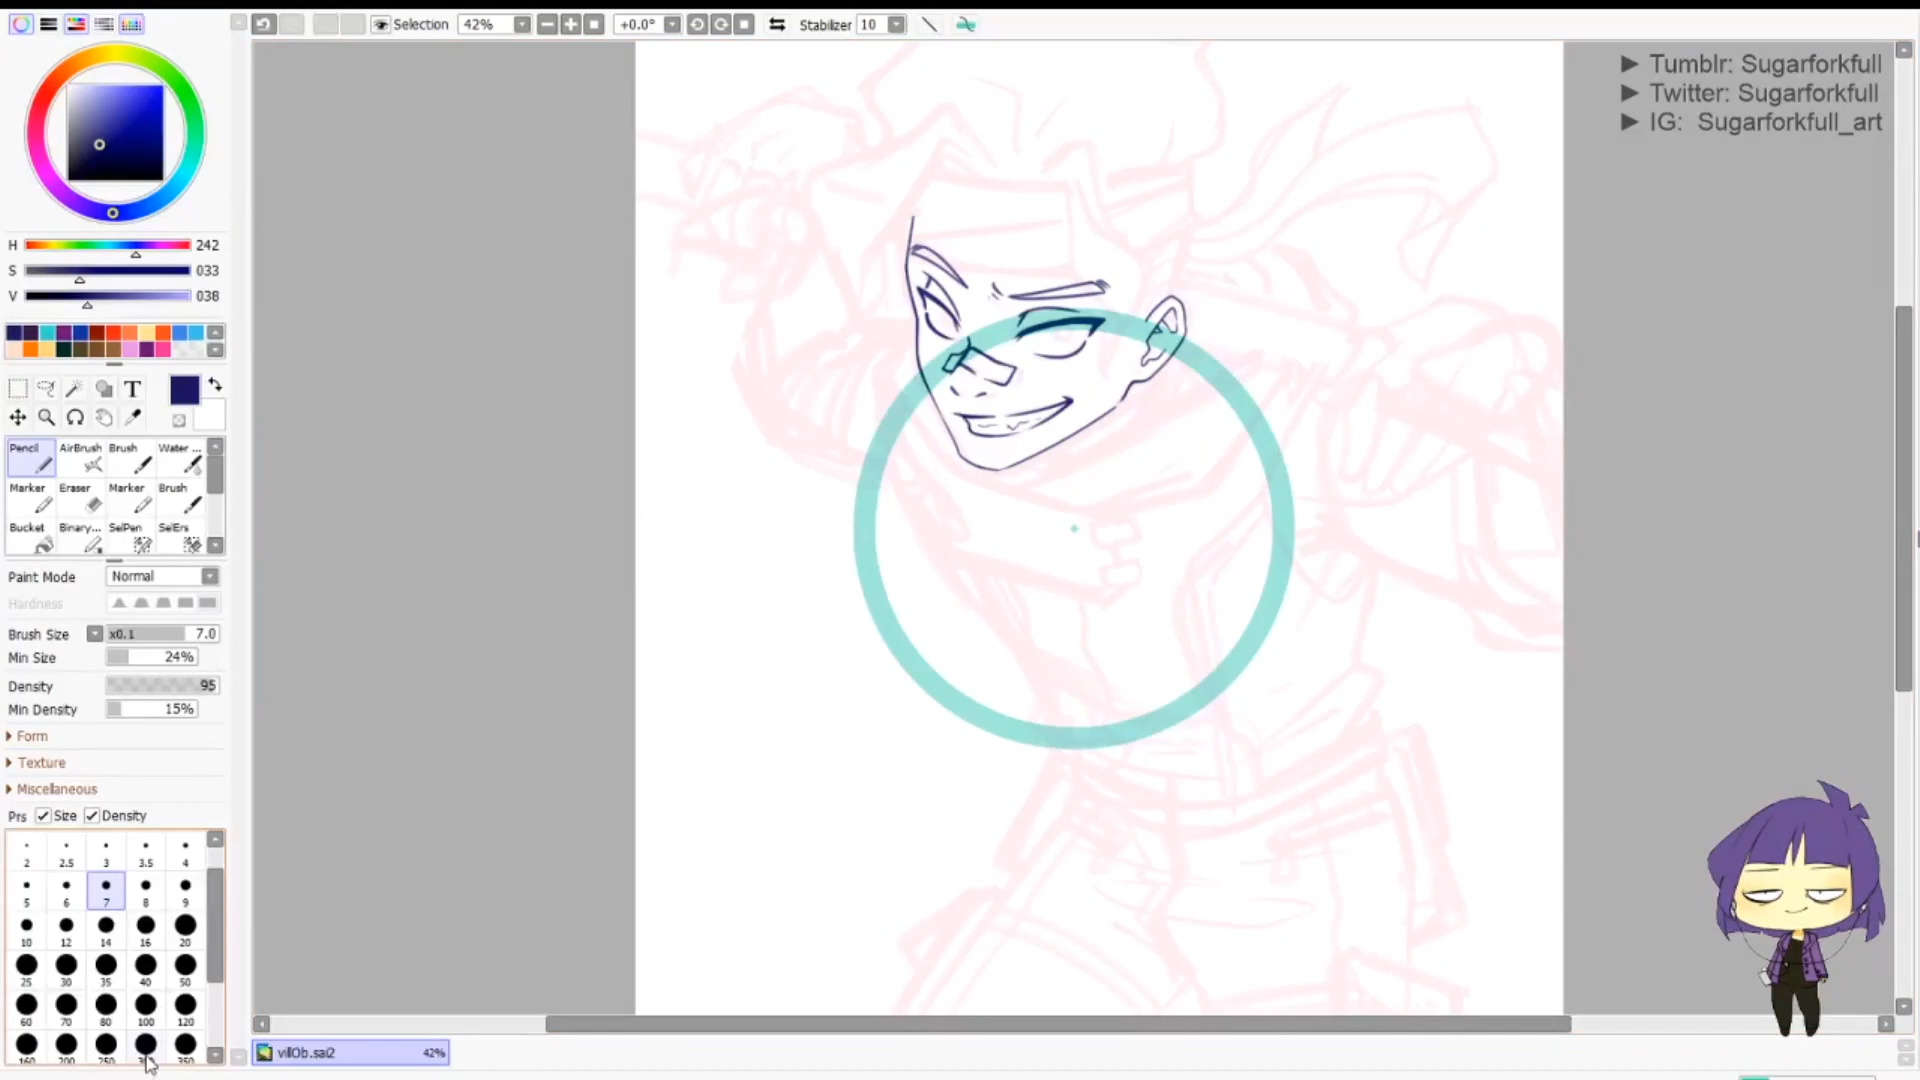 Selection 42% +0.0° Stabilizer 10
► Tumblr: Sugarforkfull
► Twitter: Sugarforkfull
► IG: Sugarforkfull_art
H 242
S 033
V 038
T
Pencil AirBrush Brush Water ...
Marker Eraser Marker Brush
Bucket Binary... SelPen SelErs
Paint Mode Normal
Hardness
Brush Size x0.1 7.0
Min Size 24%
Density 95
Min Density 15%
Form
Texture
Miscellaneous
Prs Size Density
2 2.5 3 3.5 4
5 6 7 8 9
10 12 14 16 20
25 30 35 40 50
60 70 80 100 120
160 200 250 350
42%